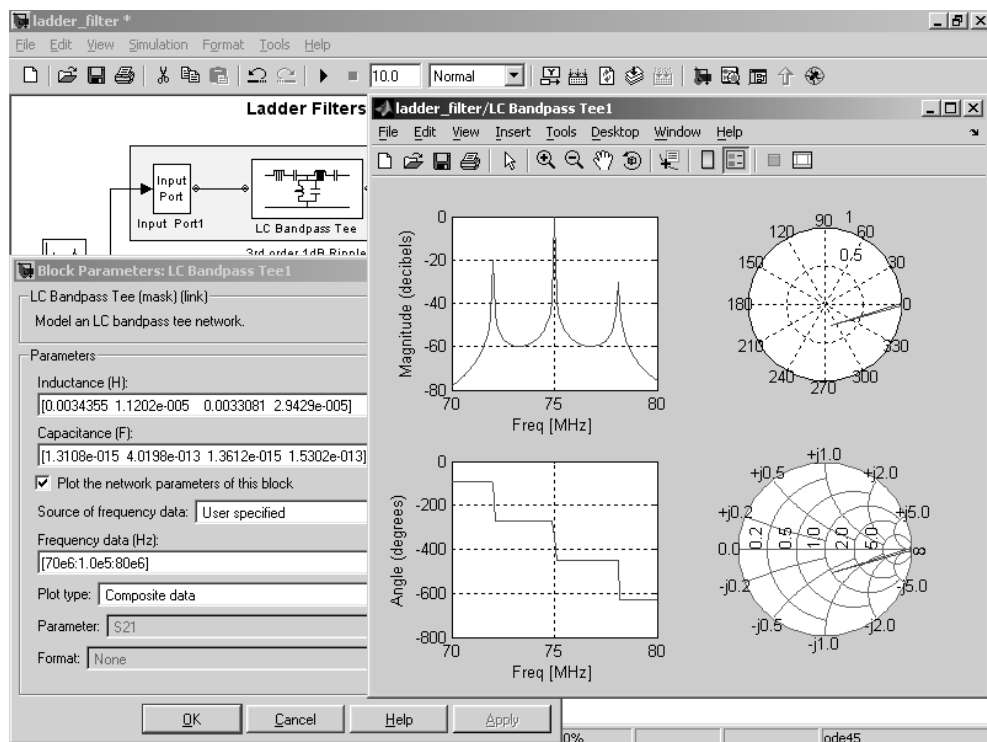 ladder_filter *
File Edit View Simulation Format Tools Help
10.0 Normal
Ladder Filters
Input Port
Input Port1
LC Bandpass Tee
3rd order 1dB Ripple
ladder_filter/LC Bandpass Tee1
File Edit View Insert Tools Desktop Window Help
0
-20
-40
-60
-80
Magnitude (decibels)
70 75 80
Freq [MHz]
90 1
120 60
0.5
150 30
180 0
210 330
240 300
270
0
-200
-400
-600
-800
Angle (degrees)
70 75 80
Freq [MHz]
+j1.0
+j0.5 +j2.0
+j0.2 +j5.0
0.0 0.2 0.5 1.0 2.0 5.0 ∞
-j0.2 -j5.0
-j0.5 -j2.0
-j1.0
Block Parameters: LC Bandpass Tee1
LC Bandpass Tee (mask) (link)
Model an LC bandpass tee network.
Parameters
Inductance (H):
[0.0034355 1.1202e-005 0.0033081 2.9429e-005]
Capacitance (F):
[1.3108e-015 4.0198e-013 1.3612e-015 1.5302e-013]
Plot the network parameters of this block
Source of frequency data: User specified
Frequency data (Hz):
[70e6:1.0e5:80e6]
Plot type: Composite data
Parameter: S21
Format: None
OK Cancel Help Apply
0% ode45